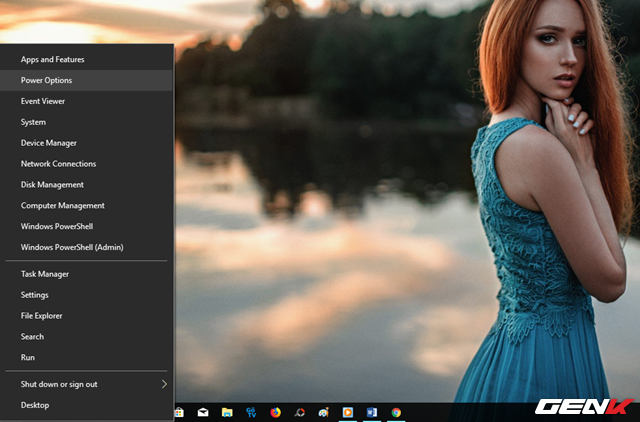 Apps and Features
Power Options
Event Viewer
System
Device Manager
Network Connections
Disk Management
Computer Management
Windows PowerShell
Windows PowerShell (Admin)
Task Manager
Settings
File Explorer
Search
Run
Shut down or sign out
Desktop
GENK